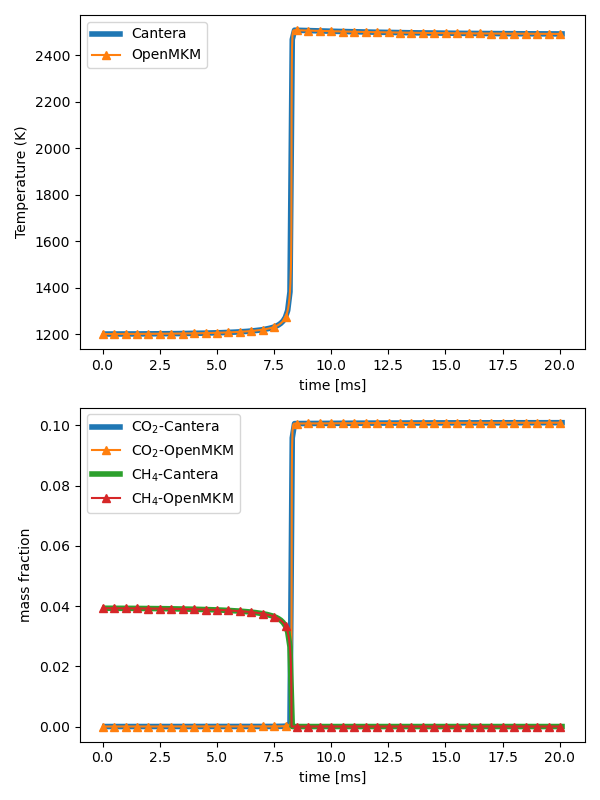 Cantera
OpenMKM
2400
2200
2000
1800
1600
1400
1200
Temperature (K)
0.0 2.5 5.0 7.5 10.0 12.5 15.0 17.5 20.0
time [ms]
CO₂-Cantera
CO₂-OpenMKM
CH₄-Cantera
CH₄-OpenMKM
0.10
0.08
0.06
0.04
0.02
0.00
mass fraction
0.0 2.5 5.0 7.5 10.0 12.5 15.0 17.5 20.0
time [ms]